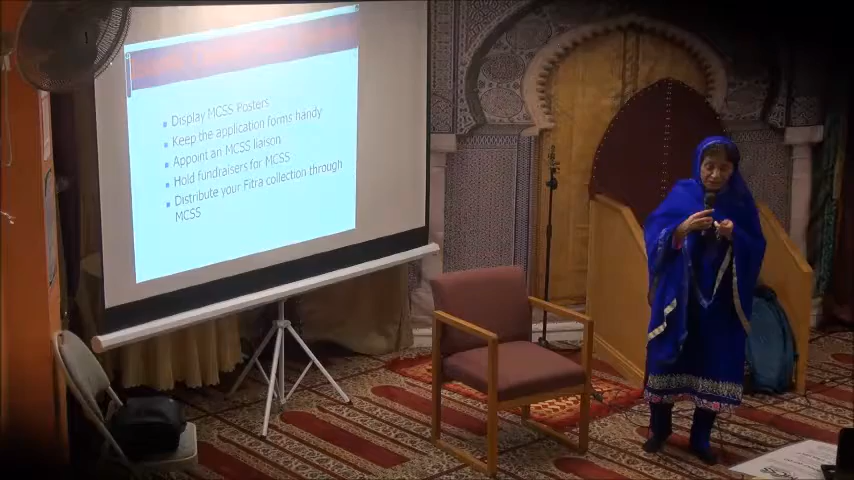 Display MCSS Posters
Keep the application forms handy
Appoint an MCSS liaison
Hold fundraisers for MCSS
Distribute your Fitra collection through
MCSS